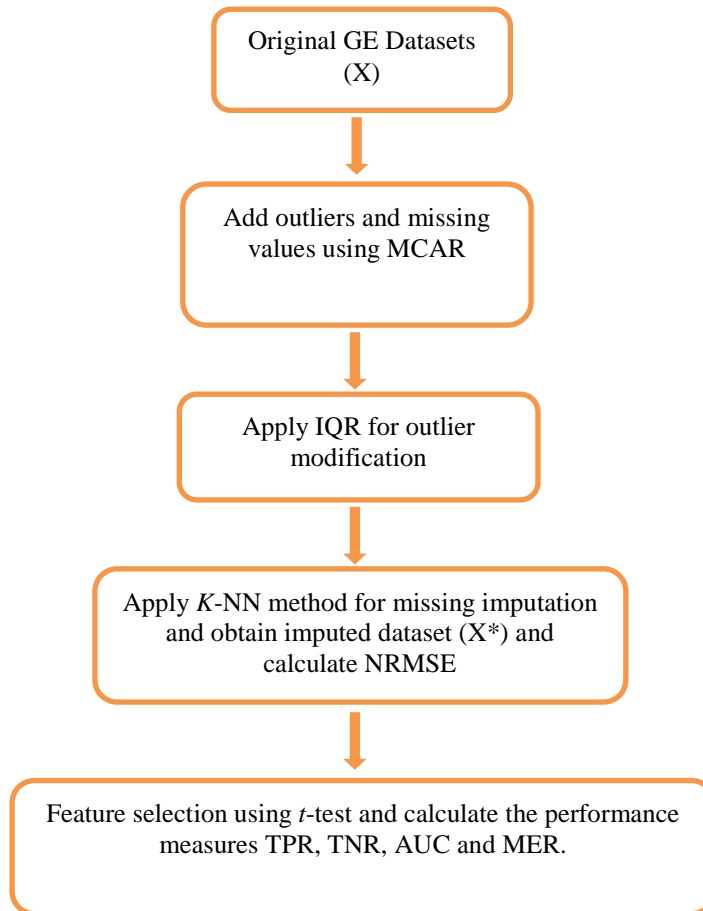 Original GE Datasets
(X)
Add outliers and missing
values using MCAR
Apply IQR for outlier
modification
Apply K-NN method for missing imputation
and obtain imputed dataset (X*) and
calculate NRMSE
Feature selection using t-test and calculate the performance
measures TPR, TNR, AUC and MER.